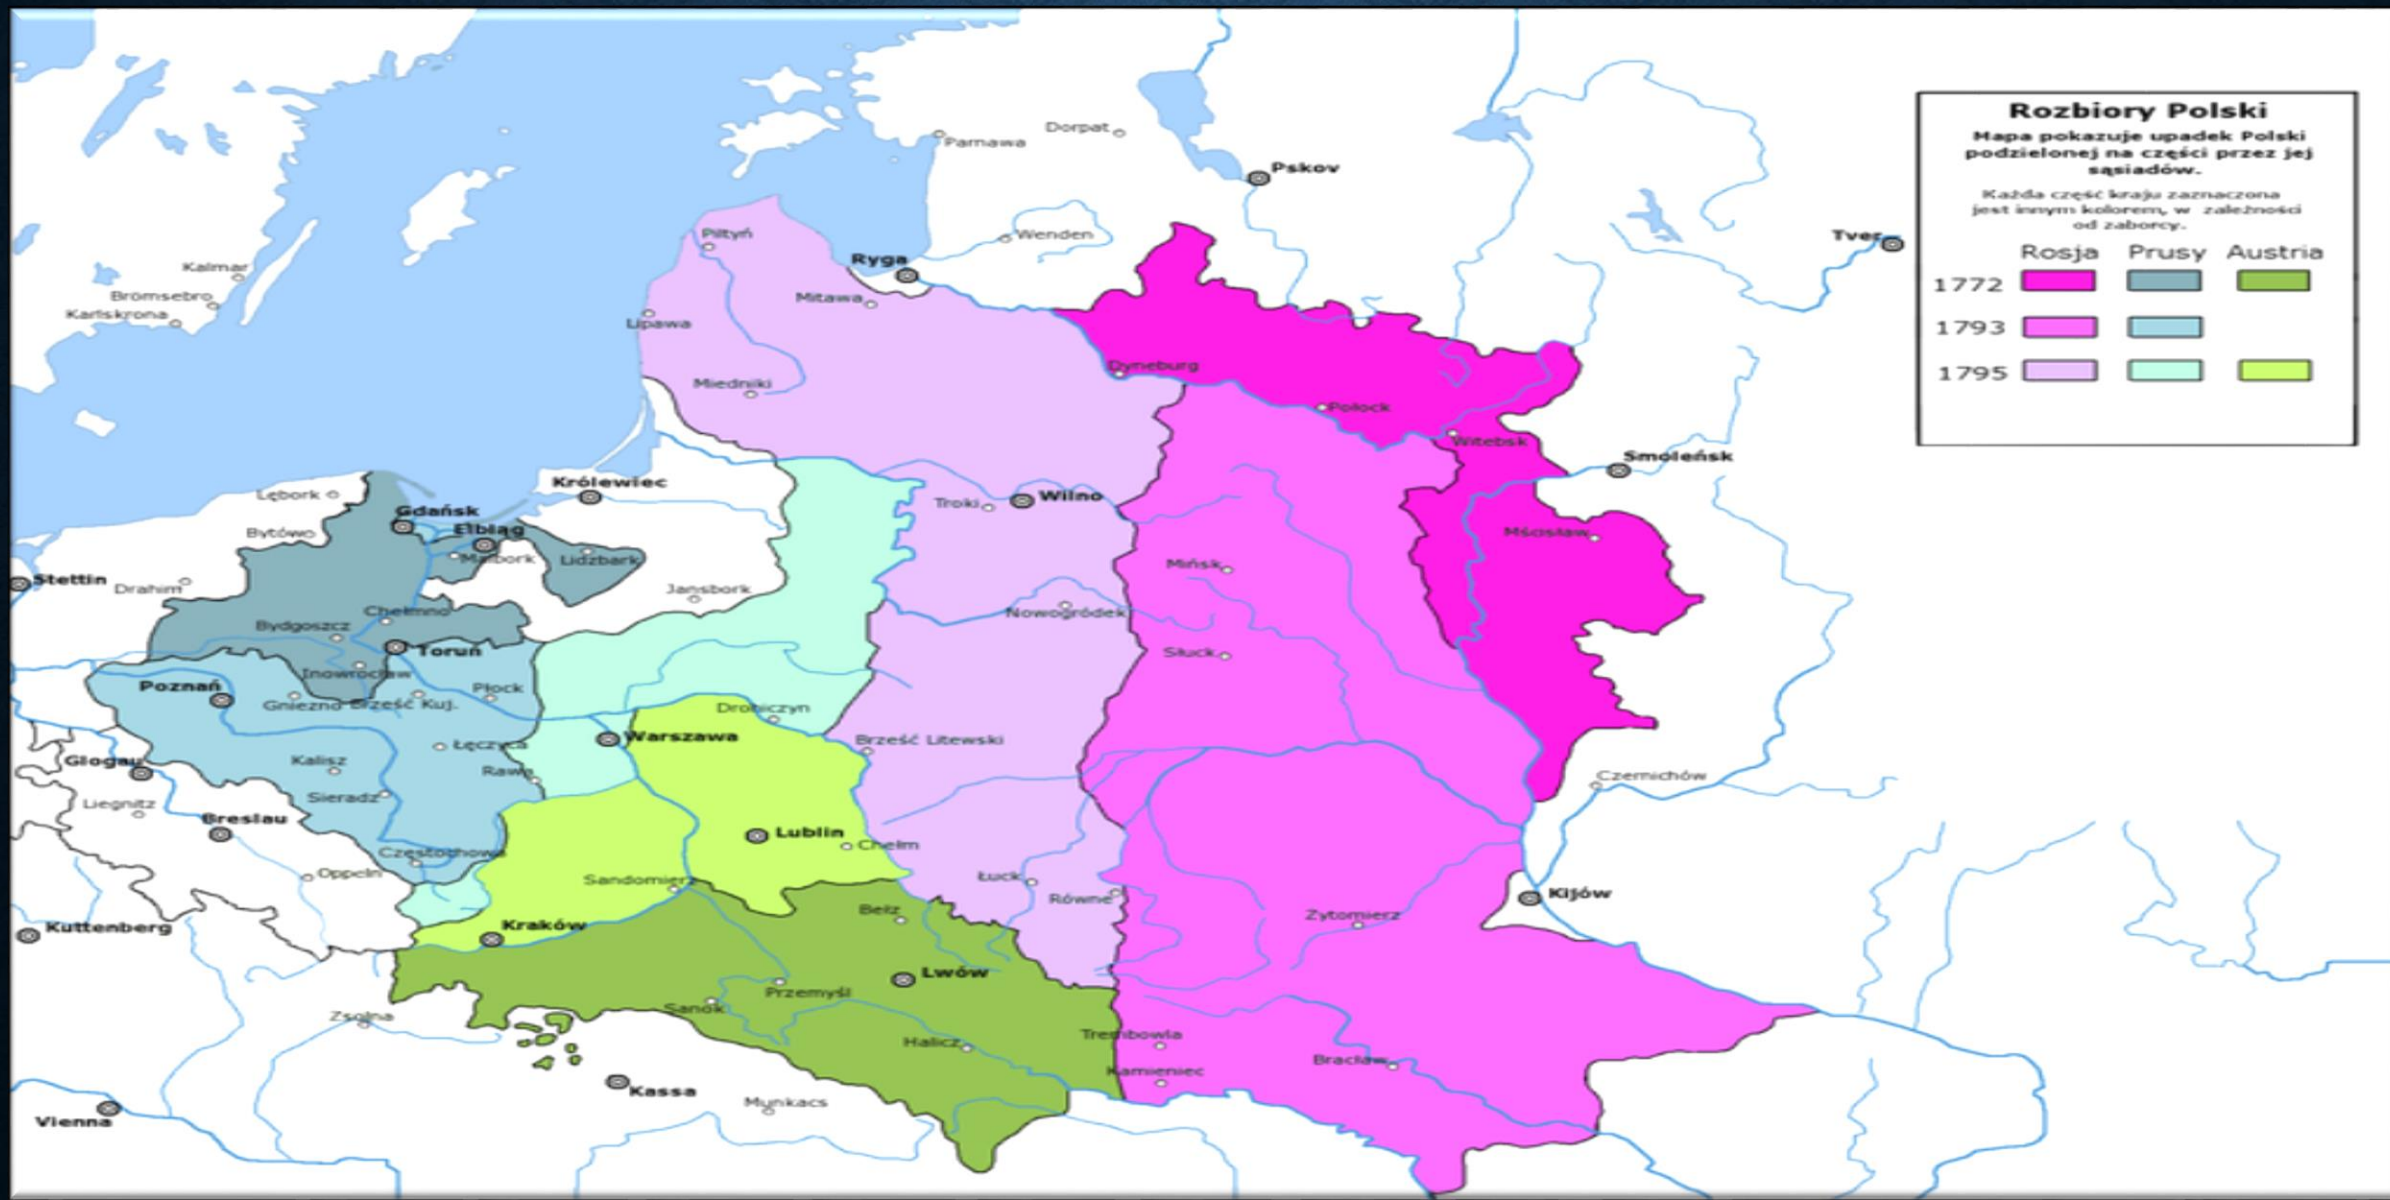 Rozbiory Polski
Mapa pokazuje upadek Polski
podzielonej na części przez jej
sąsiadów.
Każda część kraju zaznaczona
jest innym kolorem, w zależności
od zaborcy.
Rosja Prusy Austria
1772
1793
1795
Parnawa
Dorpat
Pskov
Tver
Wenden
Ryga
Piltyń
Kalmar
Bromsebro
Karlskrona
Mitawa
Lipawa
Dyneburg
Miedniki
Połock
Witebsk
Smoleńsk
Królewiec
Lębork
Gdańsk
Elbląg
Bytów
Malbork
Lidzbark
Troki
Wilno
Mścisław
Stettin
Drahim
Jansbork
Mińsk
Chełmno
Nowogródek
Bydgoszcz
Toruń
Słuck
Inowrocław
Poznań
Gniezno
Brześć Kuj.
Płock
Drohiczyn
Warszawa
Brześć Litewski
Łęczyca
Glogau
Kalisz
Rawa
Czernichów
Sieradz
Liegnitz
Breslau
Lublin
Chełm
Częstochowa
Oppeln
Sandomierz
Łuck
Równe
Kijów
Bełz
Żytomierz
Kuttenberg
Kraków
Lwów
Przemyśl
Sanok
Zsolna
Halicz
Trembowla
Bracław
Kamieniec
Kassa
Munkacs
Vienna